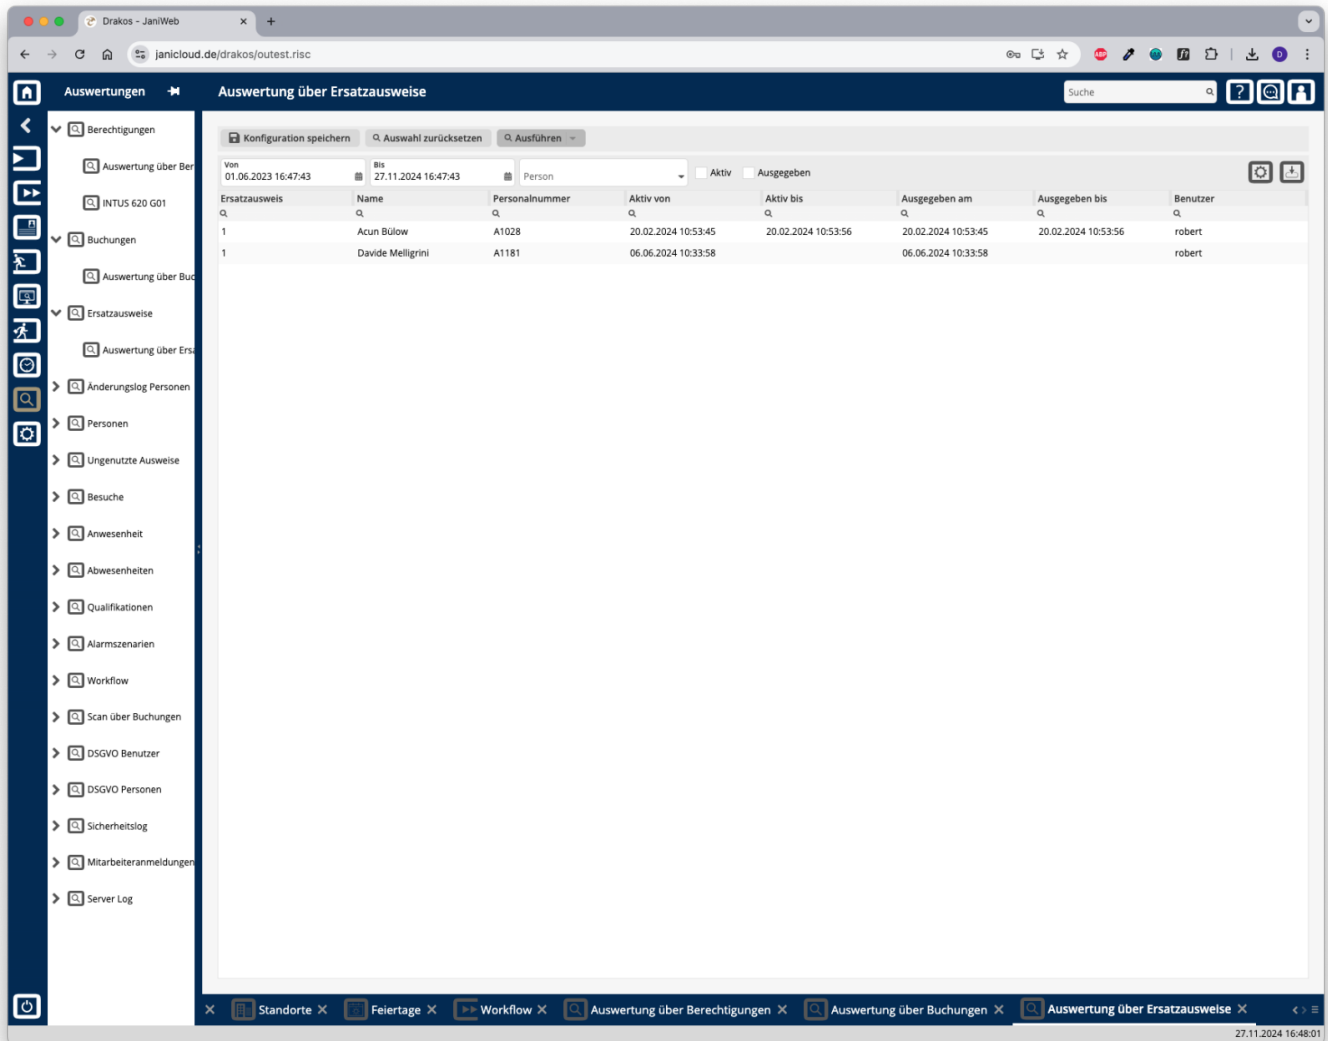 Drakos - JaniWeb
janicloud.de/drakos/outest.risc
ABP
D
Auswertungen
Auswertung über Ersatzausweise
Suche
?
Berechtigungen
Auswertung über Ber
INTUS 620 G01
Buchungen
Auswertung über Buc
Ersatzausweise
Auswertung über Ersa
Änderungslog Personen
Personen
Ungenutzte Ausweise
Besuche
Anwesenheit
Abwesenheiten
Qualifikationen
Alarmszenarien
Workflow
Scan über Buchungen
DSGVO Benutzer
DSGVO Personen
Sicherheitslog
Mitarbeiteranmeldungen
Server Log
Konfiguration speichern Auswahl zurücksetzen Ausführen
Von Bis
01.06.2023 16:47:43 27.11.2024 16:47:43 Person Aktiv Ausgegeben
Ersatzausweis Name Personalnummer Aktiv von Aktiv bis Ausgegeben am Ausgegeben bis Benutzer
1 Acun Bülow A1028 20.02.2024 10:53:45 20.02.2024 10:53:56 20.02.2024 10:53:45 20.02.2024 10:53:56 robert
1 Davide Melligrini A1181 06.06.2024 10:33:58 06.06.2024 10:33:58 robert
Standorte Feiertage Workflow Auswertung über Berechtigungen Auswertung über Buchungen Auswertung über Ersatzausweise
27.11.2024 16:48:01